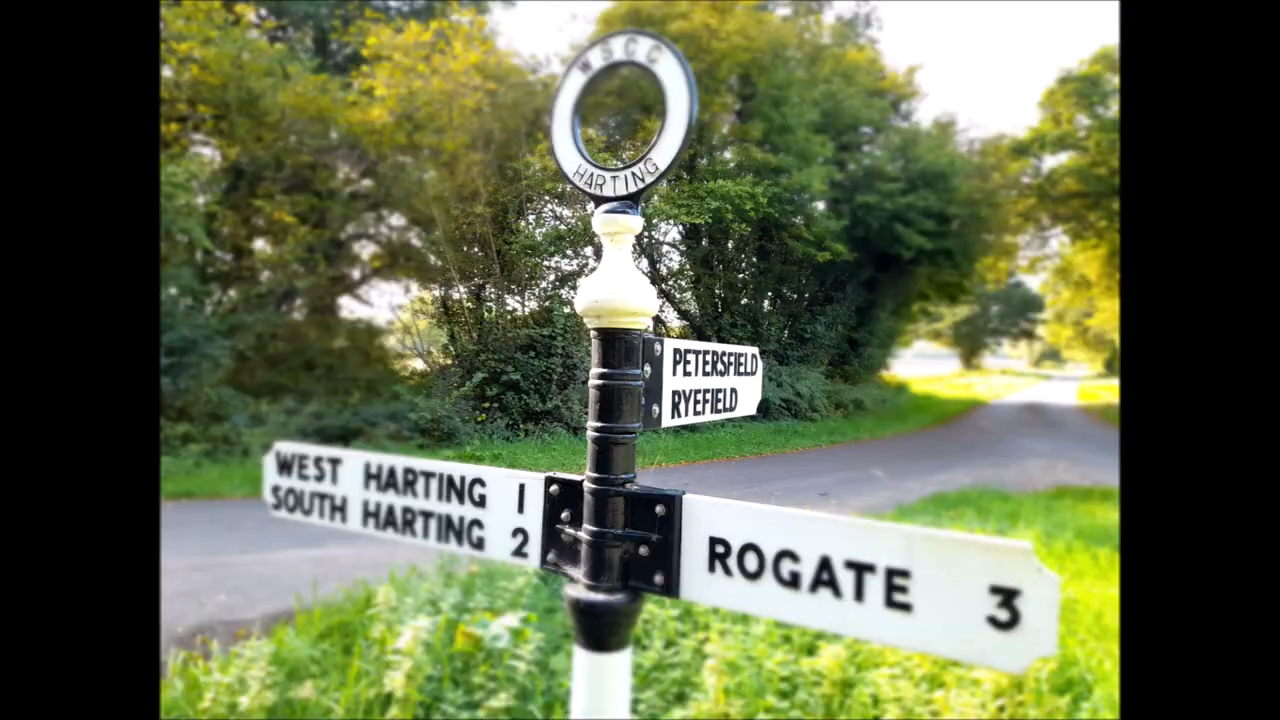 WSCC
HARTING
PETERSFIELD
RYEFIELD
WEST HARTING 1
SOUTH HARTING 2
ROGATE 3